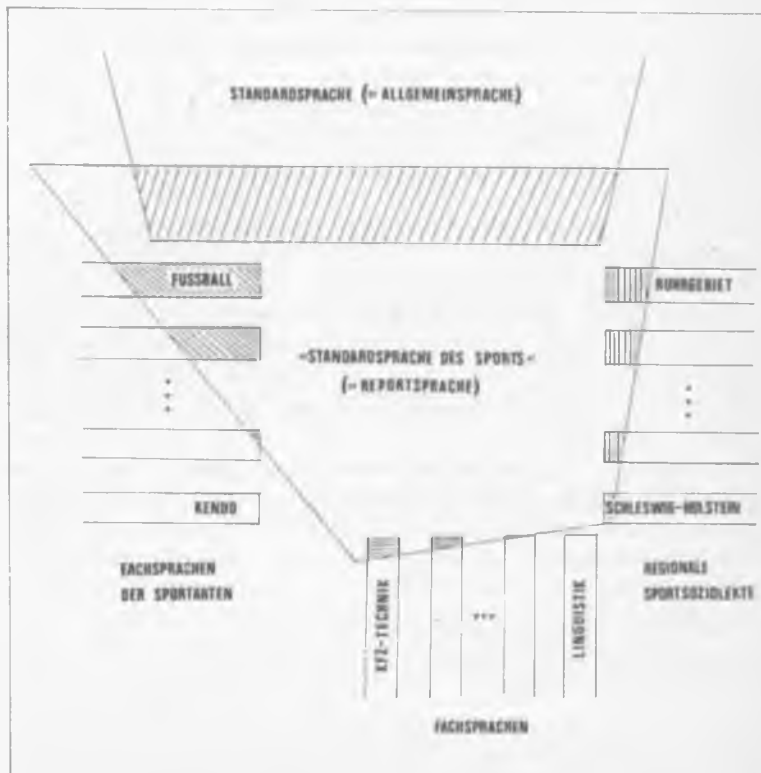 STANDARDSPRACHE (= ALLGEMEINSPRACHE)
FUSSBALL
RUHRGEBIET
=STANDARDSPRACHE DES SPORTS=
(= REPORTSPRACHE)
KENDO
SCHLESWIG-HOLSTEIN
FACHSPRACHEN
DER SPORTARTEN
REGIONALE
SPORTSOZIOLEKTE
KFZ-TECHNIK
...
LINGUISTIK
FACHSPRACHEN